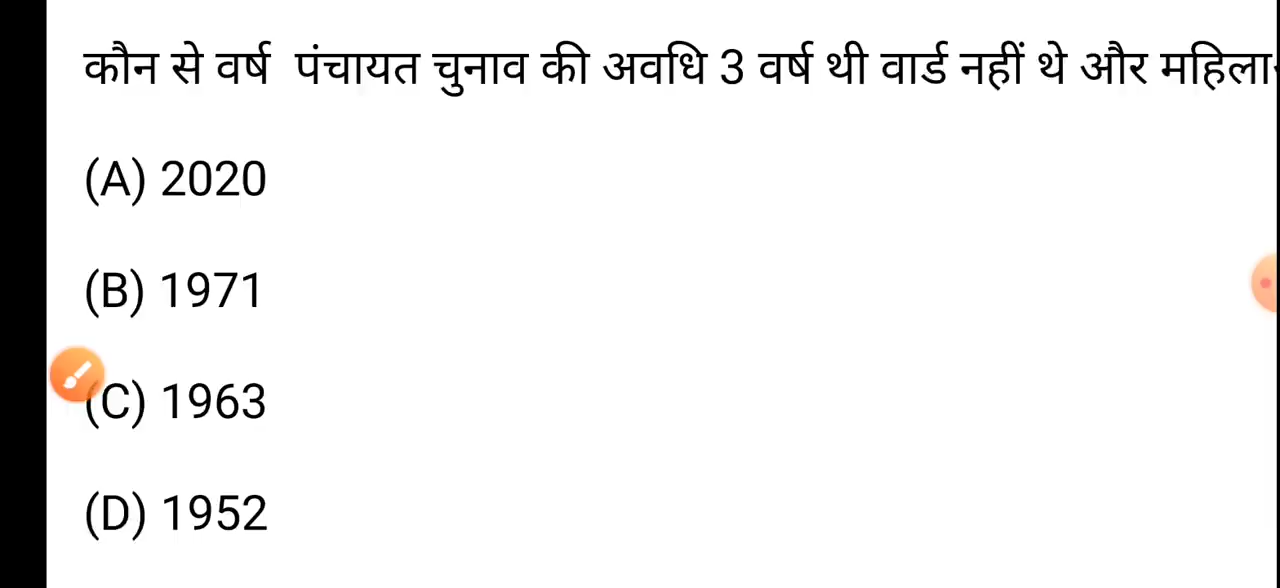 कौन से वर्ष पंचायत चुनाव की अवधि 3 वर्ष थी वार्ड नहीं थे और महिला
(A) 2020
(B) 1971
(C) 1963
(D) 1952